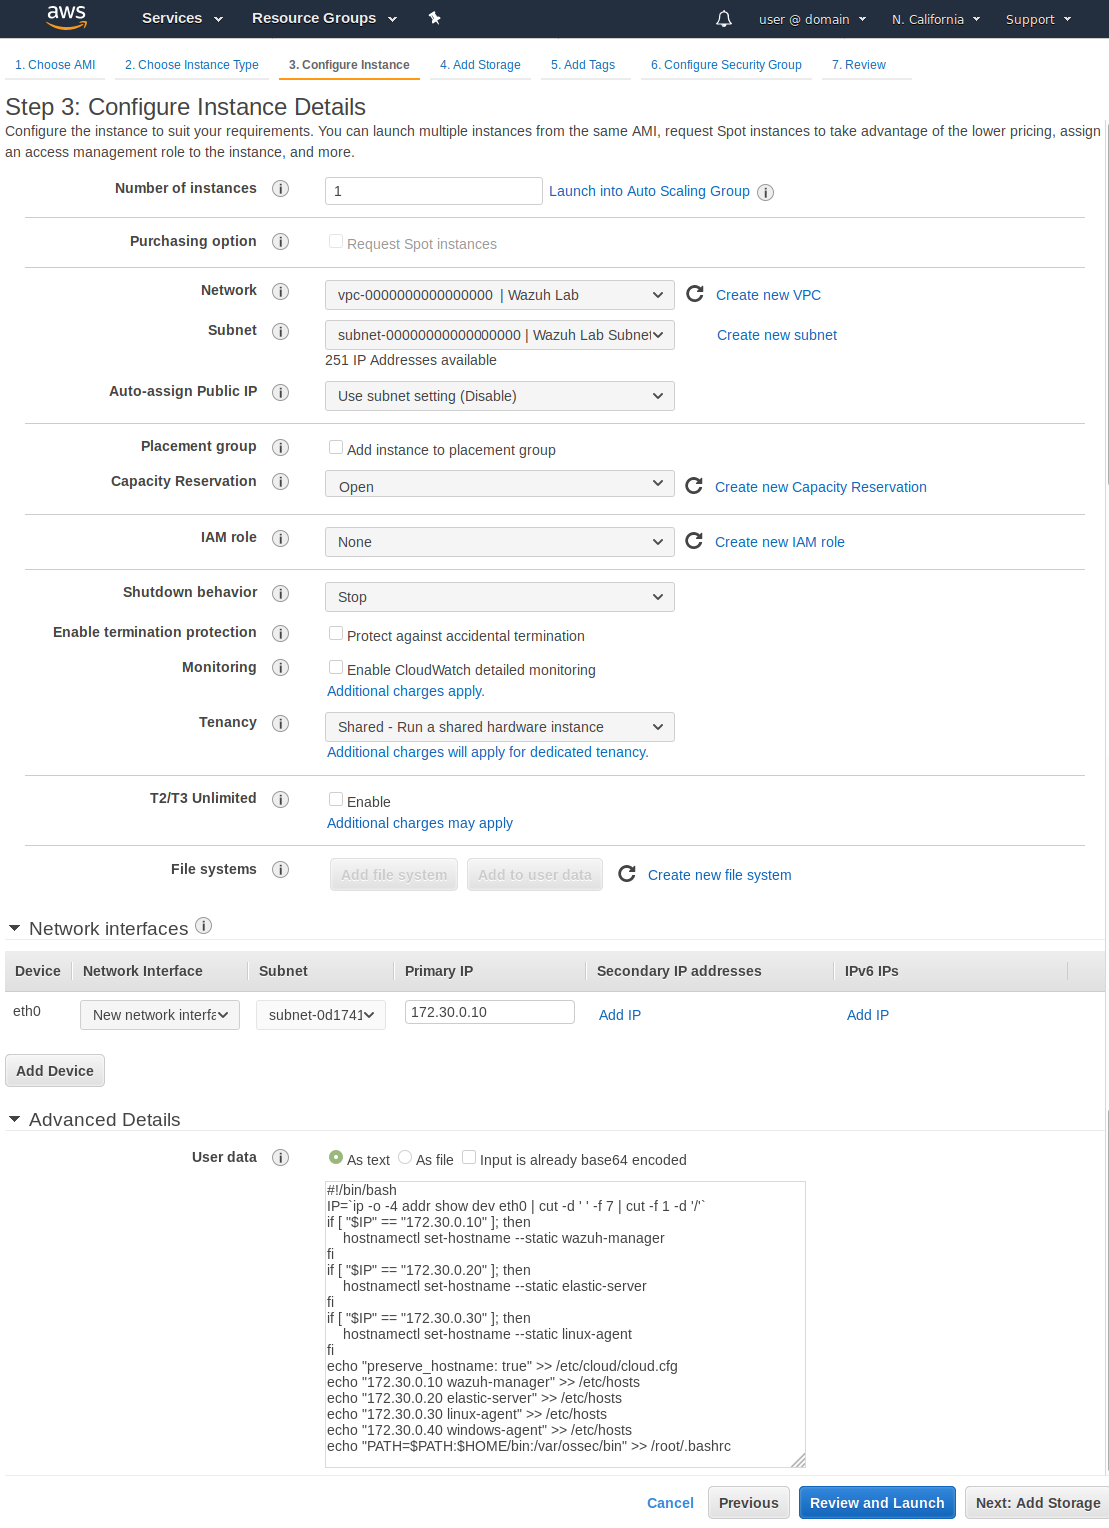 aws Services Resource Groups user @ domain N. California Support
1. Choose AMI 2. Choose Instance Type 3. Configure Instance 4. Add Storage 5. Add Tags 6. Configure Security Group 7. Review
Step 3: Configure Instance Details
Configure the instance to suit your requirements. You can launch multiple instances from the same AMI, request Spot instances to take advantage of the lower pricing, assign
an access management role to the instance, and more.
Number of instances i 1 Launch into Auto Scaling Group i
Purchasing option i Request Spot instances
Network i vpc-0000000000000000 | Wazuh Lab Create new VPC
Subnet i subnet-00000000000000000 | Wazuh Lab Subnet Create new subnet
251 IP Addresses available
Auto-assign Public IP i Use subnet setting (Disable)
Placement group i Add instance to placement group
Capacity Reservation i Open Create new Capacity Reservation
IAM role i None Create new IAM role
Shutdown behavior i Stop
Enable termination protection i Protect against accidental termination
Monitoring i Enable CloudWatch detailed monitoring
Additional charges apply.
Tenancy i Shared - Run a shared hardware instance
Additional charges will apply for dedicated tenancy.
T2/T3 Unlimited i Enable
Additional charges may apply
File systems i Add file system Add to user data Create new file system
Network interfaces i
Device Network Interface Subnet Primary IP Secondary IP addresses IPv6 IPs
eth0 New network interfa subnet-0d1741 172.30.0.10 Add IP Add IP
Add Device
Advanced Details
User data i As text As file Input is already base64 encoded
#!/bin/bash
IP=`ip -o -4 addr show dev eth0 | cut -d ' ' -f 7 | cut -f 1 -d '/'`
if [ "$IP" == "172.30.0.10" ]; then
hostnamectl set-hostname --static wazuh-manager
fi
if [ "$IP" == "172.30.0.20" ]; then
hostnamectl set-hostname --static elastic-server
fi
if [ "$IP" == "172.30.0.30" ]; then
hostnamectl set-hostname --static linux-agent
fi
echo "preserve_hostname: true" >> /etc/cloud/cloud.cfg
echo "172.30.0.10 wazuh-manager" >> /etc/hosts
echo "172.30.0.20 elastic-server" >> /etc/hosts
echo "172.30.0.30 linux-agent" >> /etc/hosts
echo "172.30.0.40 windows-agent" >> /etc/hosts
echo "PATH=$PATH:$HOME/bin:/var/ossec/bin" >> /root/.bashrc
Cancel Previous Review and Launch Next: Add Storage